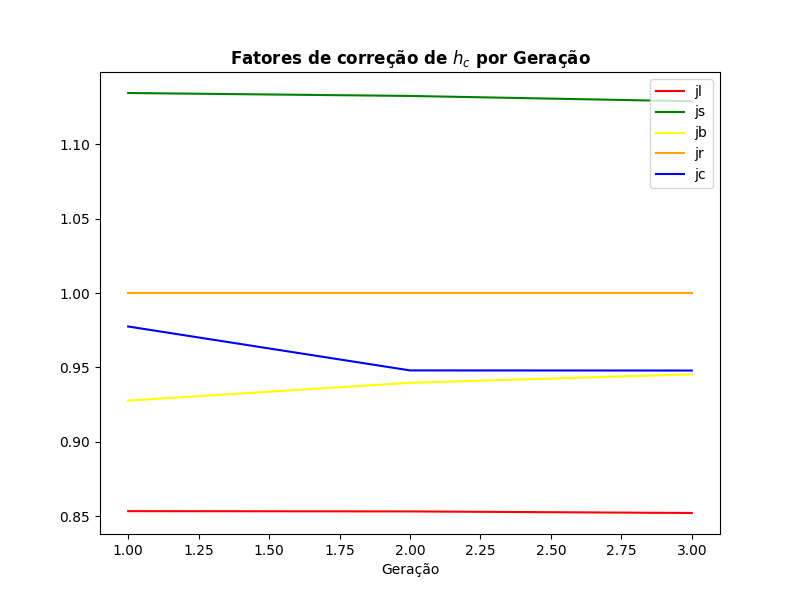 Fatores de correção de h_c por Geração
jl
js
jb
jr
jc
1.10
1.05
1.00
0.95
0.90
0.85
1.00 1.25 1.50 1.75 2.00 2.25 2.50 2.75 3.00
Geração